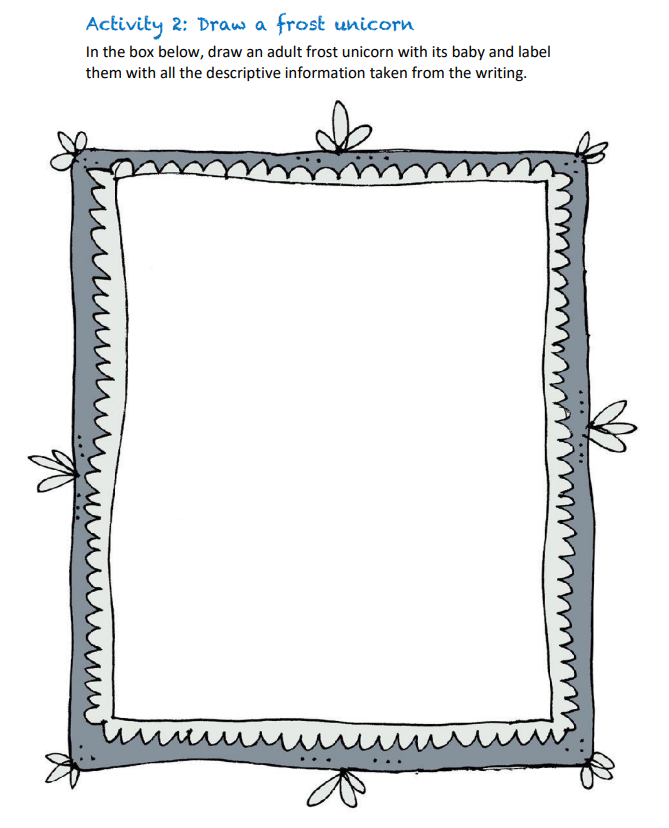 Activity 2: Draw a frost unicorn
In the box below, draw an adult frost unicorn with its baby and label
them with all the descriptive information taken from the writing.